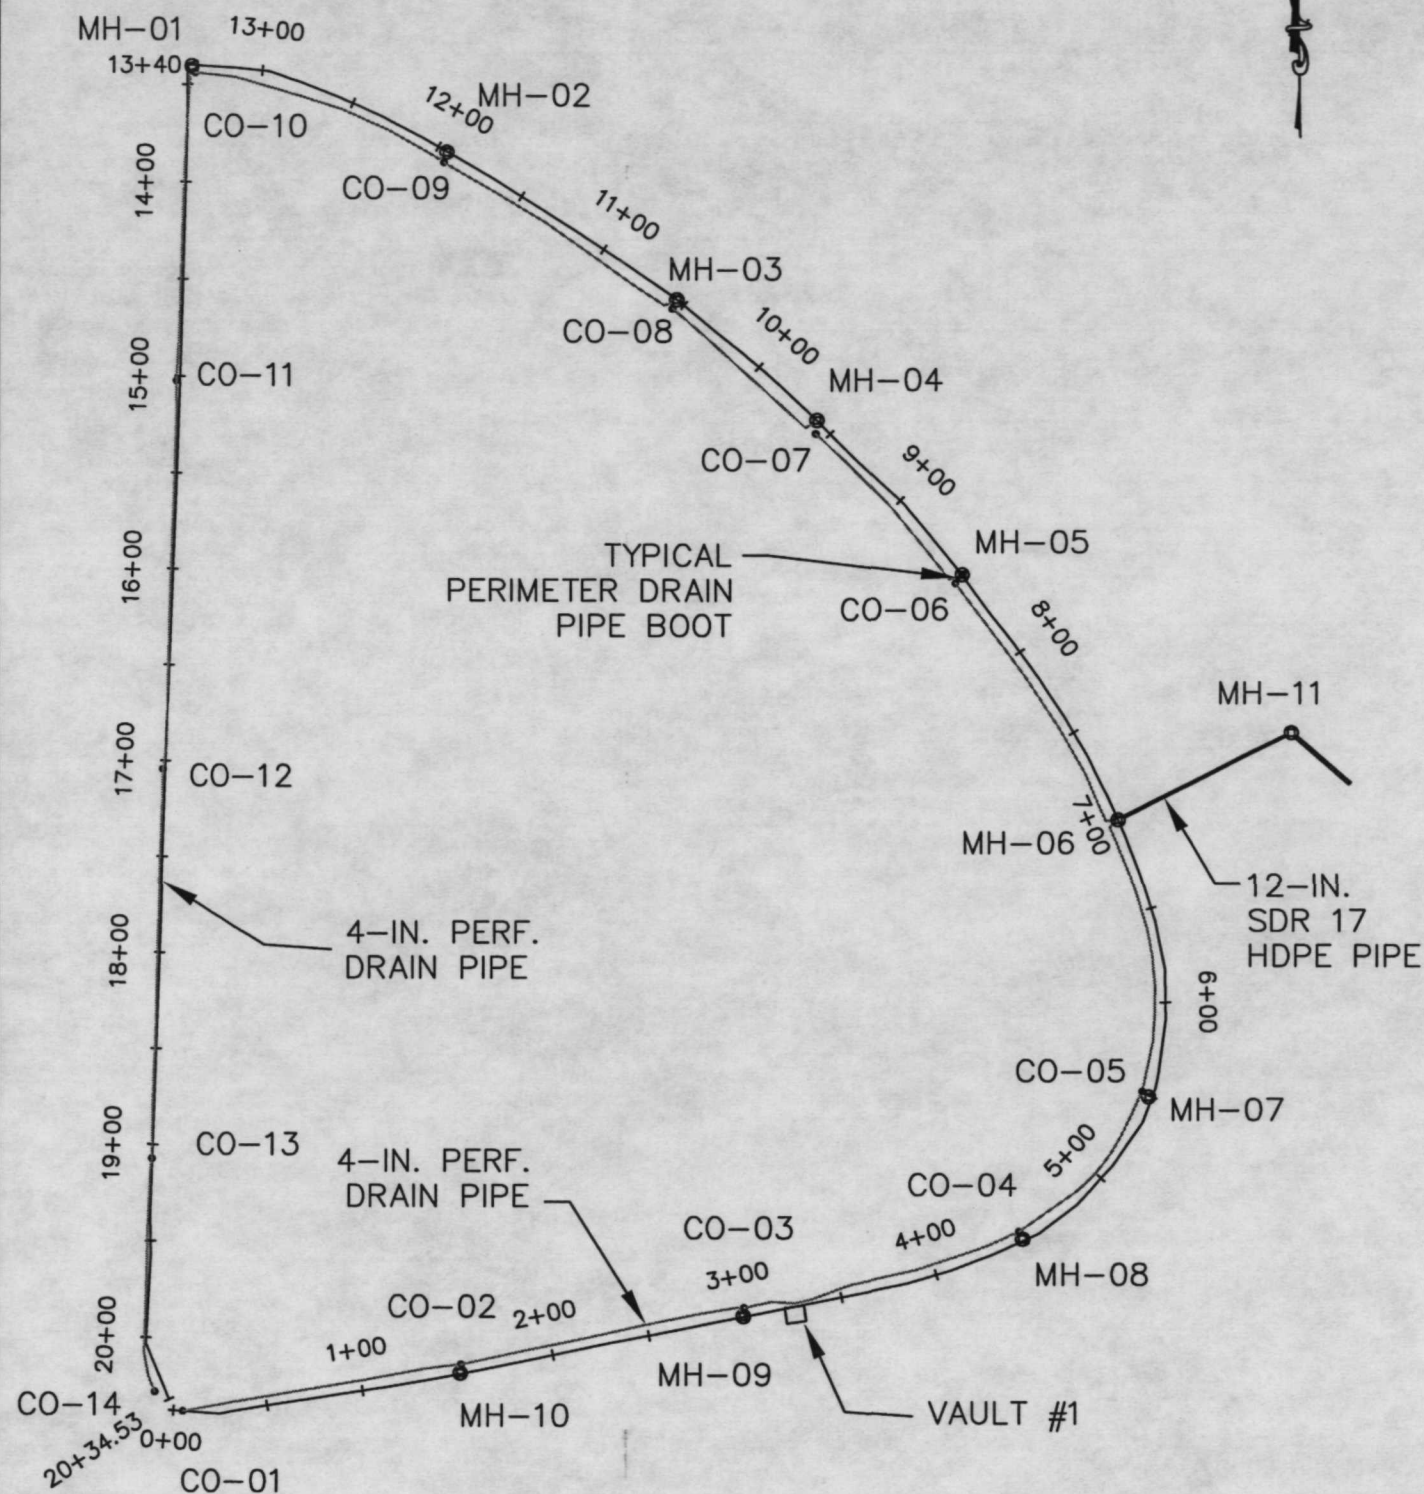 MH-01
13+00
13+40
MH-02
12+00
CO-10
14+00
CO-09
11+00
MH-03
CO-08
10+00
15+00
CO-11
MH-04
CO-07
9+00
MH-05
TYPICAL
PERIMETER DRAIN
PIPE BOOT
16+00
CO-06
8+00
MH-11
17+00
CO-12
7+00
MH-06
12-IN.
SDR 17
HDPE PIPE
4-IN. PERF.
DRAIN PIPE
18+00
6+00
CO-05
MH-07
19+00
CO-13
5+00
4-IN. PERF.
DRAIN PIPE
CO-04
CO-03
4+00
MH-08
3+00
CO-02
2+00
20+00
1+00
MH-09
CO-14
MH-10
VAULT #1
20+34.53
0+00
CO-01